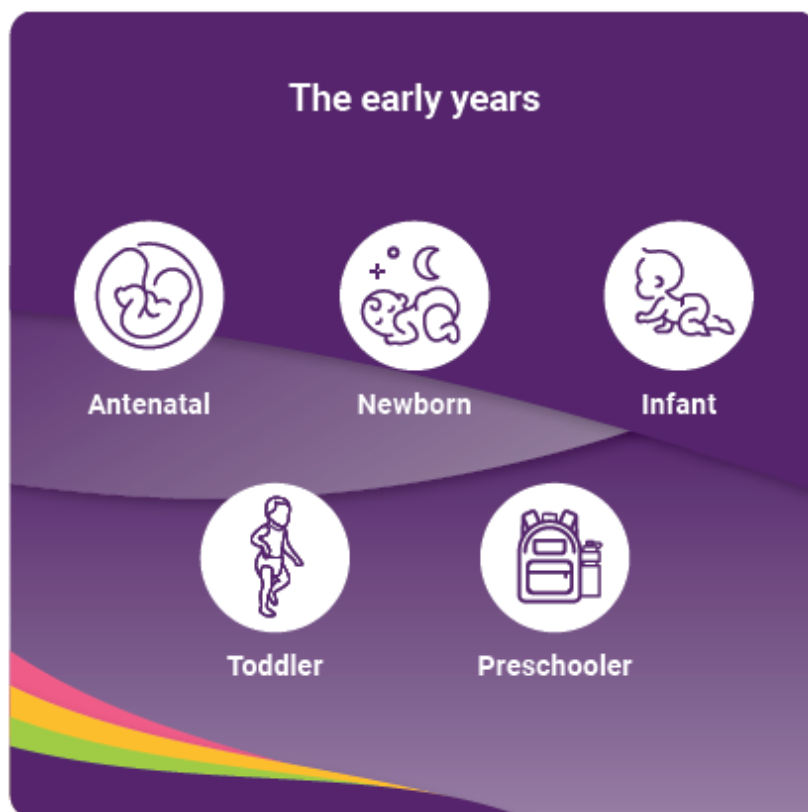 The early years
Antenatal
Newborn
Infant
Toddler
Preschooler